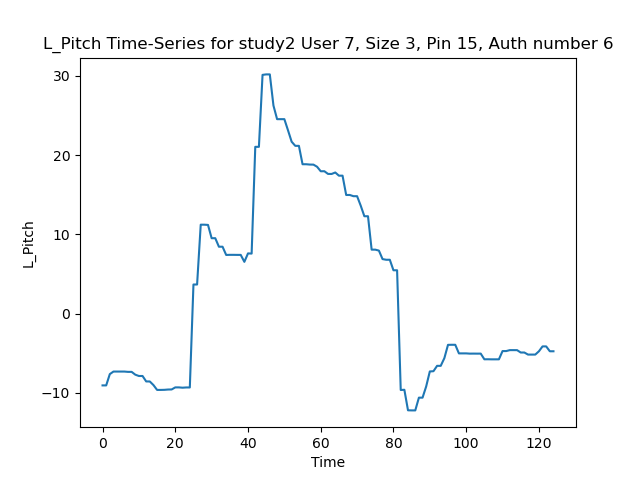 L_Pitch Time-Series for study2 User 7, Size 3, Pin 15, Auth number 6
30
20
10
0
−10
L_Pitch
0 20 40 60 80 100 120
Time